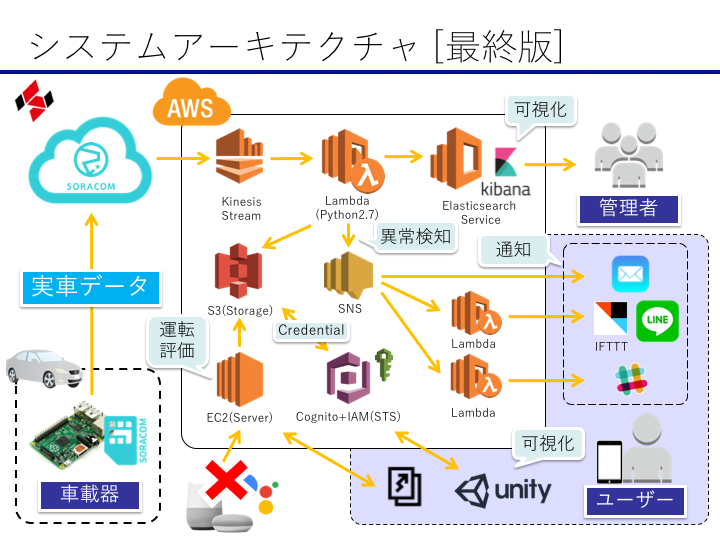 システムアーキテクチャ [最終版]
AWS
可視化
SORACOM
Kinesis
Stream
Lambda
(Python2.7)
kibana
Elasticsearch
Service
管理者
異常検知
通知
実車データ
S3(Storage)
SNS
IFTTT
LINE
運転
評価
Credential
Lambda
EC2(Server)
Cognito+IAM(STS)
Lambda
SORACOM
可視化
車載器
unity
ユーザー